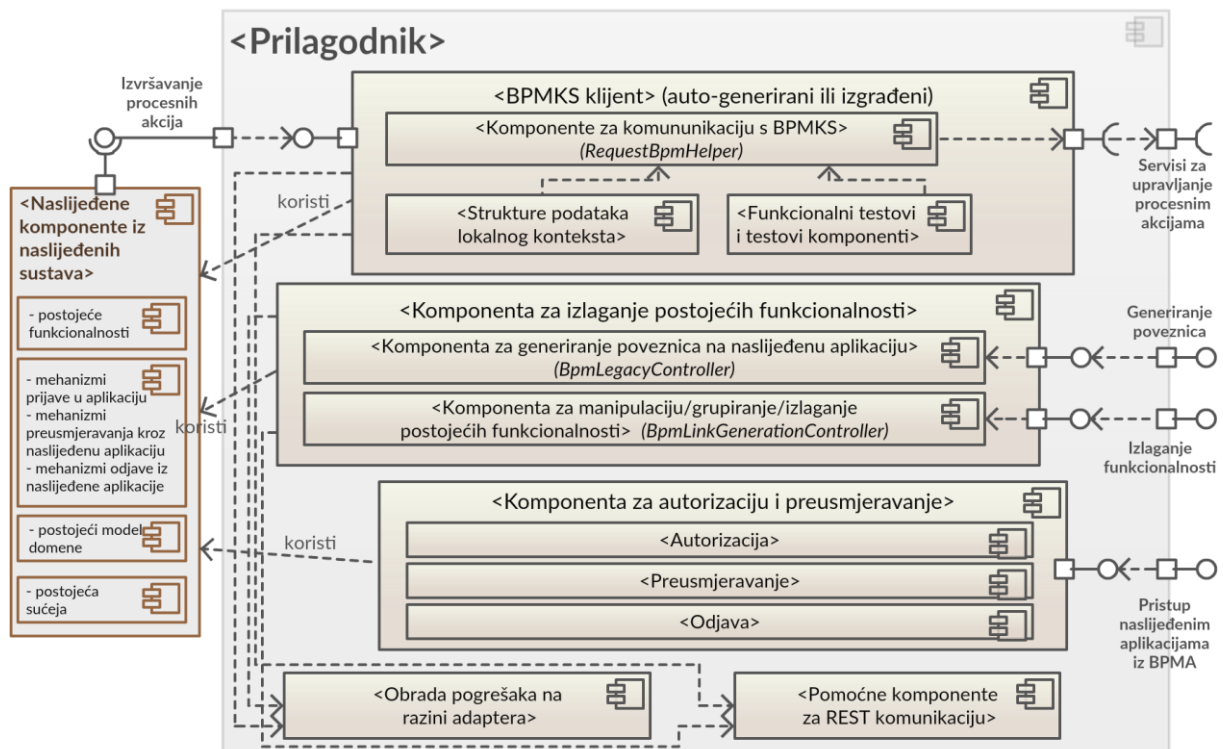 <Prilagodnik>
Izvršavanje
procesnih
akcija
<BPMKS klijent> (auto-generirani ili izgrađeni)
<Komponente za komununikaciju s BPMKS>
(RequestBpmHelper)
<Strukture podataka
lokalnog konteksta>
<Funkcionalni testovi
i testovi komponenti>
Servisi za
upravljanje
procesnim
akcijama
koristi
<Naslijeđene
komponente iz
naslijeđenih
sustava>
- postojeće
funkcionalnosti
- mehanizmi
prijave u aplikaciju
- mehanizmi
preusmjeravanja kroz
naslijeđenu aplikaciju
- mehanizmi odjave iz
naslijeđene aplikacije
- postojeći model
domene
- postojeća
sućeja
<Komponenta za izlaganje postojećih funkcionalnosti>
<Komponenta za generiranje poveznica na naslijeđenu aplikaciju>
(BpmLegacyController)
<Komponenta za manipulaciju/grupiranje/izlaganje
postojećih funkcionalnosti> (BpmLinkGenerationController)
koristi
Generiranje
poveznica
Izlaganje
funkcionalnosti
<Komponenta za autorizaciju i preusmjeravanje>
<Autorizacija>
<Preusmjeravanje>
<Odjava>
koristi
Pristup
naslijeđenim
aplikacijama
iz BPMA
<Obrada pogrešaka na
razini adaptera>
<Pomoćne komponente
za REST komunikaciju>